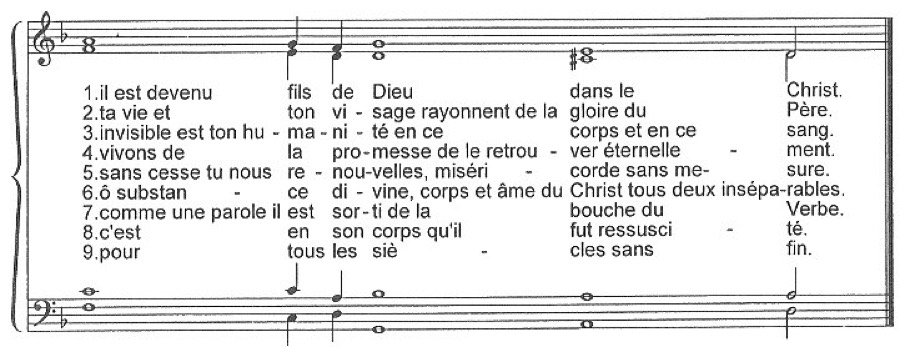 1.il est devenu fils de Dieu dans le Christ.
2.ta vie et ton vi - sage rayonnent de la gloire du Père.
3.invisible est ton hu - ma - ni - té en ce corps et en ce sang.
4.vivons de la pro-messe de le retrou - ver éternelle - ment.
5.sans cesse tu nous re - nou-velles, miséri - corde sans me- sure.
6.ô substan - ce di - vine, corps et âme du Christ tous deux insépa-rables.
7.comme une parole il est sor-ti de la bouche du Verbe.
8.c'est en son corps qu'il fut ressusci - té.
9.pour tous les siè - cles sans fin.